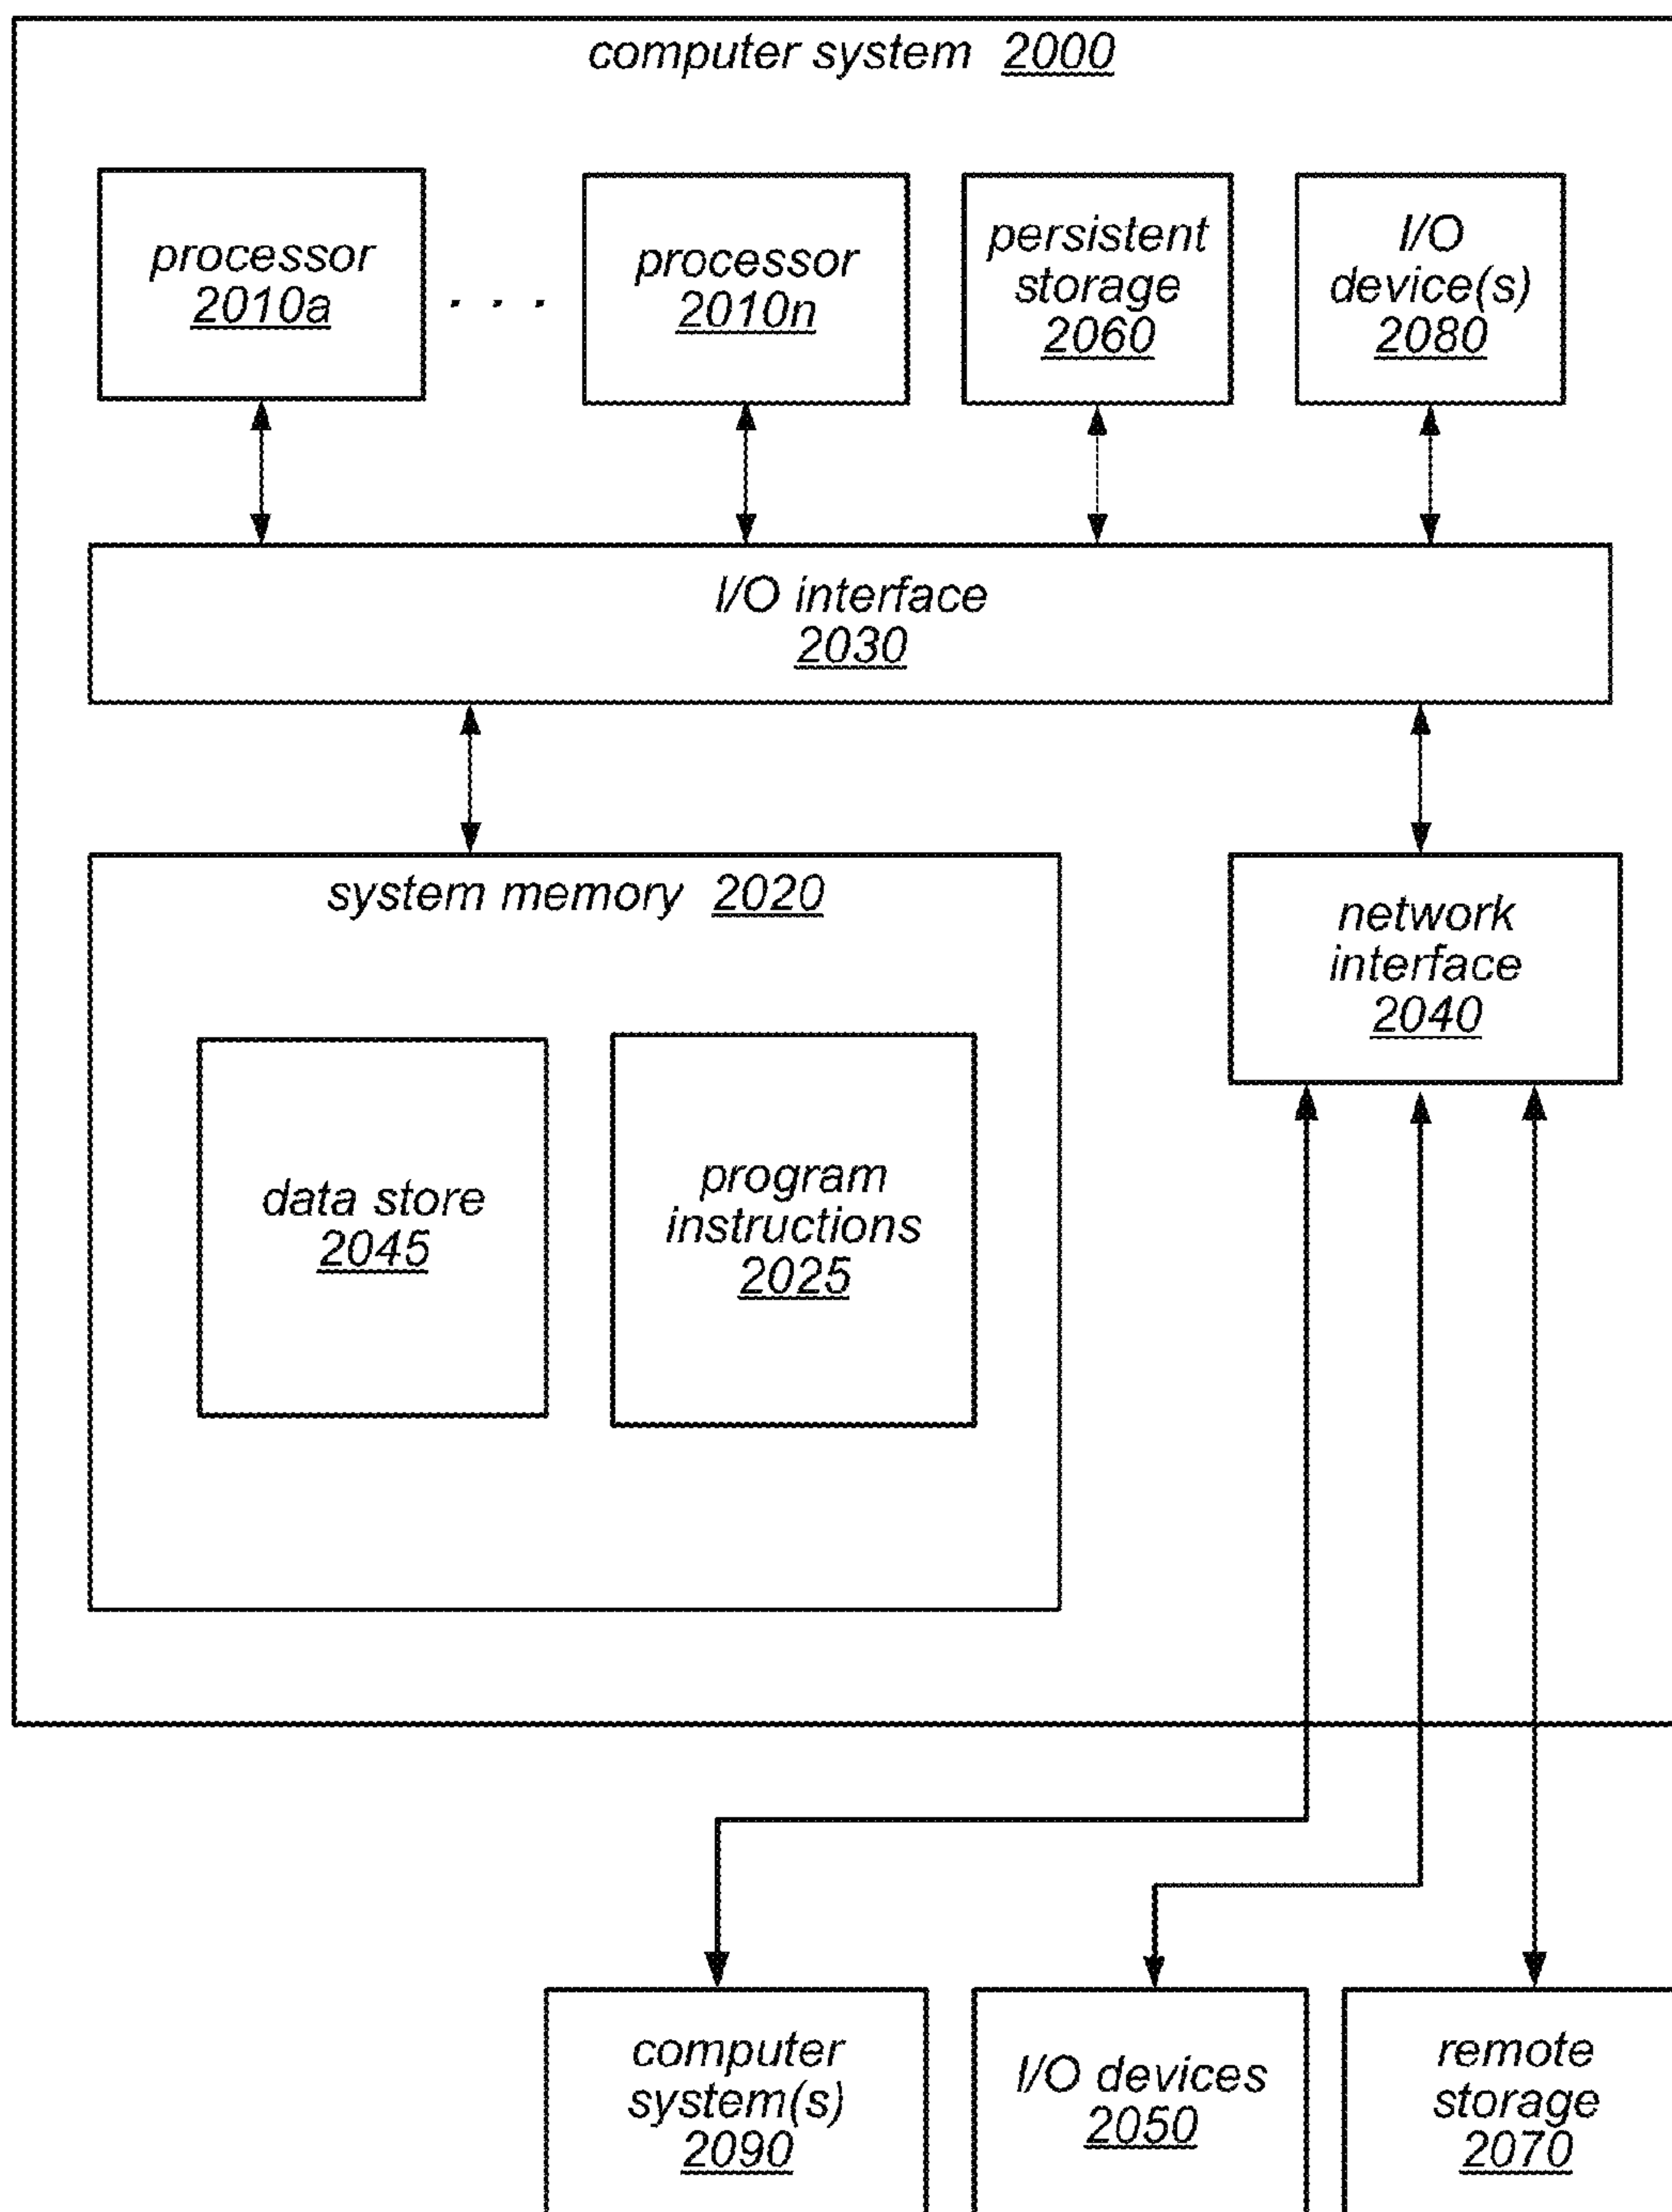 computer system 2000
processor
2010a
. . .
processor
2010n
persistent
storage
2060
I/O
device(s)
2080
I/O interface
2030
system memory 2020
network
interface
2040
data store
2045
program
instructions
2025
computer
system(s)
2090
I/O devices
2050
remote
storage
2070